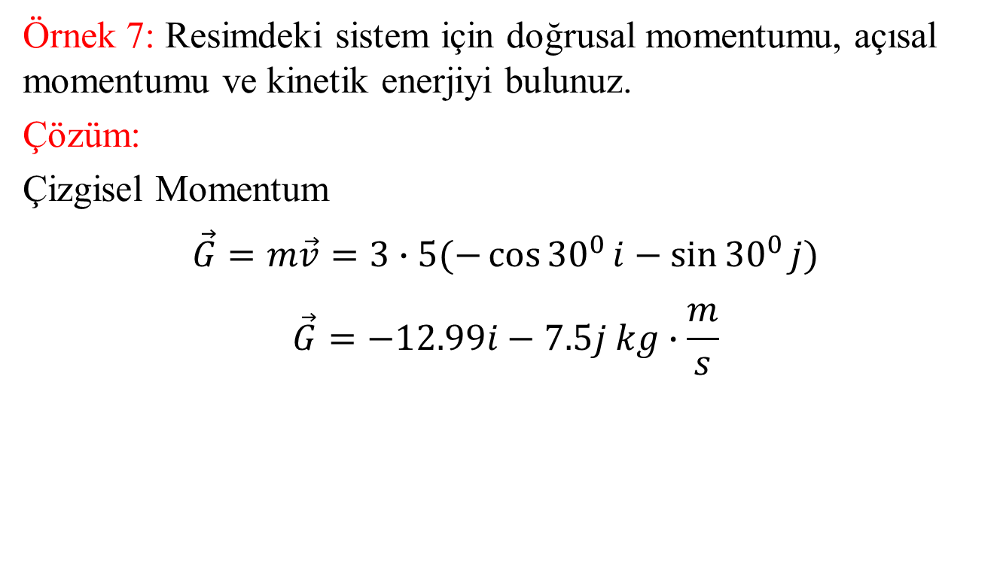 Örnek 7: Resimdeki sistem için doğrusal momentumu, açısal
momentumu ve kinetik enerjiyi bulunuz.
Çözüm:
Çizgisel Momentum
$\vec{G} = m\vec{v} = 3 \cdot 5(-\cos 30^0 \, i - \sin 30^0 \, j)$
$\vec{G} = -12.99i - 7.5j \; kg \cdot \frac{m}{s}$